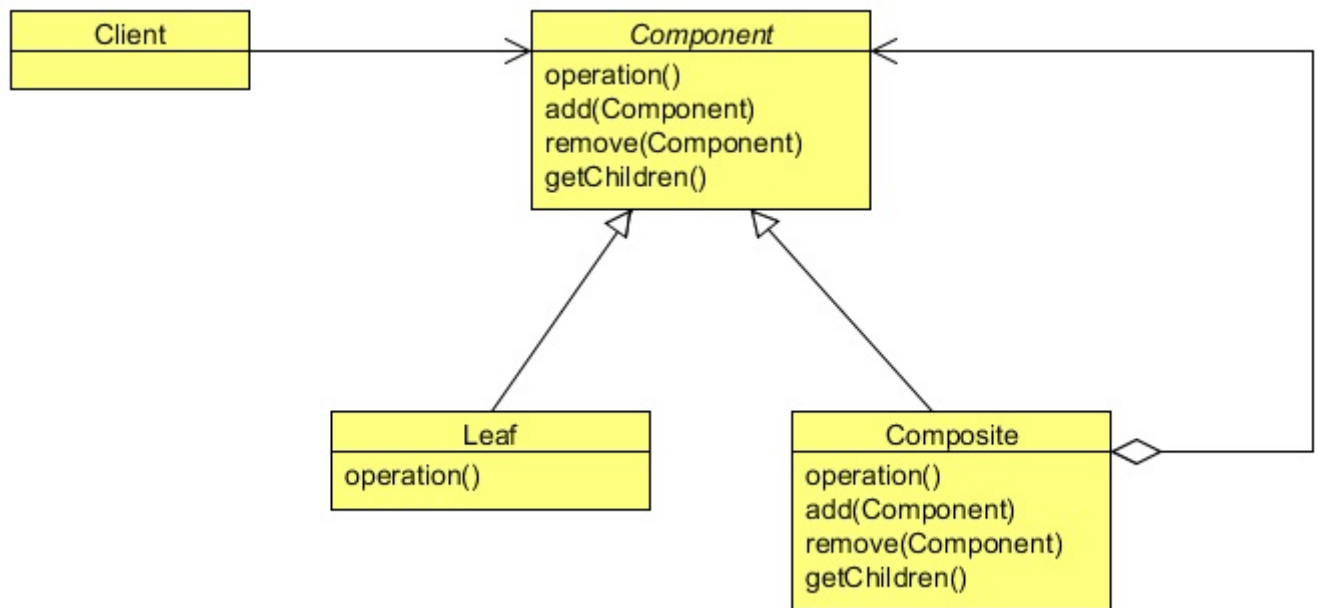 Client
Component
operation()
add(Component)
remove(Component)
getChildren()
Leaf
operation()
Composite
operation()
add(Component)
remove(Component)
getChildren()